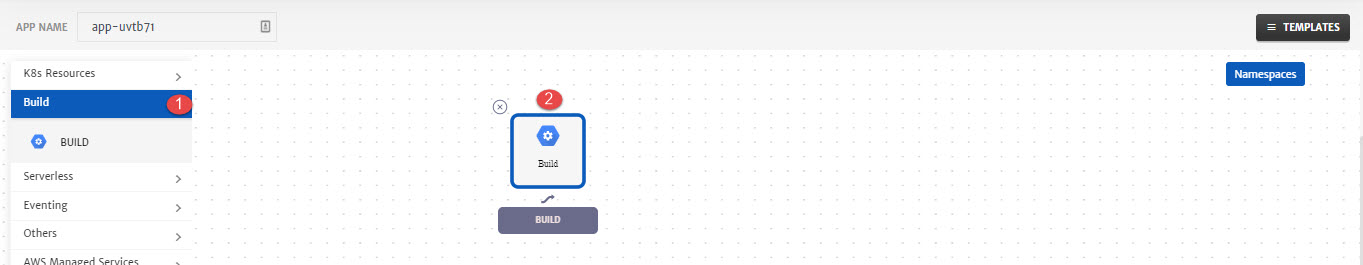 APP NAME
app-uvtb71
TEMPLATES
K8s Resources
Namespaces
Build
1
2
BUILD
Build
Serverless
Eventing
BUILD
Others
AWS Managed Services